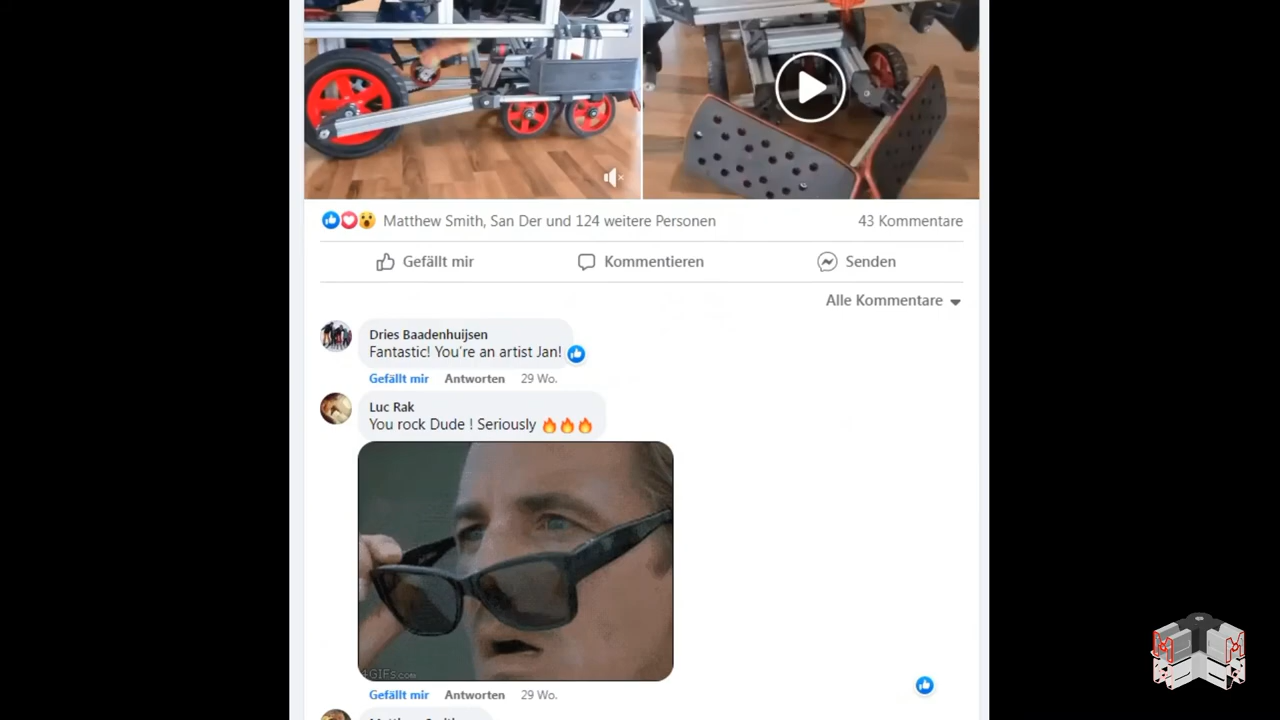 Matthew Smith, San Der und 124 weitere Personen
43 Kommentare
Gefällt mir
Kommentieren
Senden
Alle Kommentare
Dries Baadenhuijsen
Fantastic! You're an artist Jan!
Gefällt mir Antworten 29 Wo.
Luc Rak
You rock Dude ! Seriously 🔥🔥🔥
4GIFs.com
Gefällt mir Antworten 29 Wo.